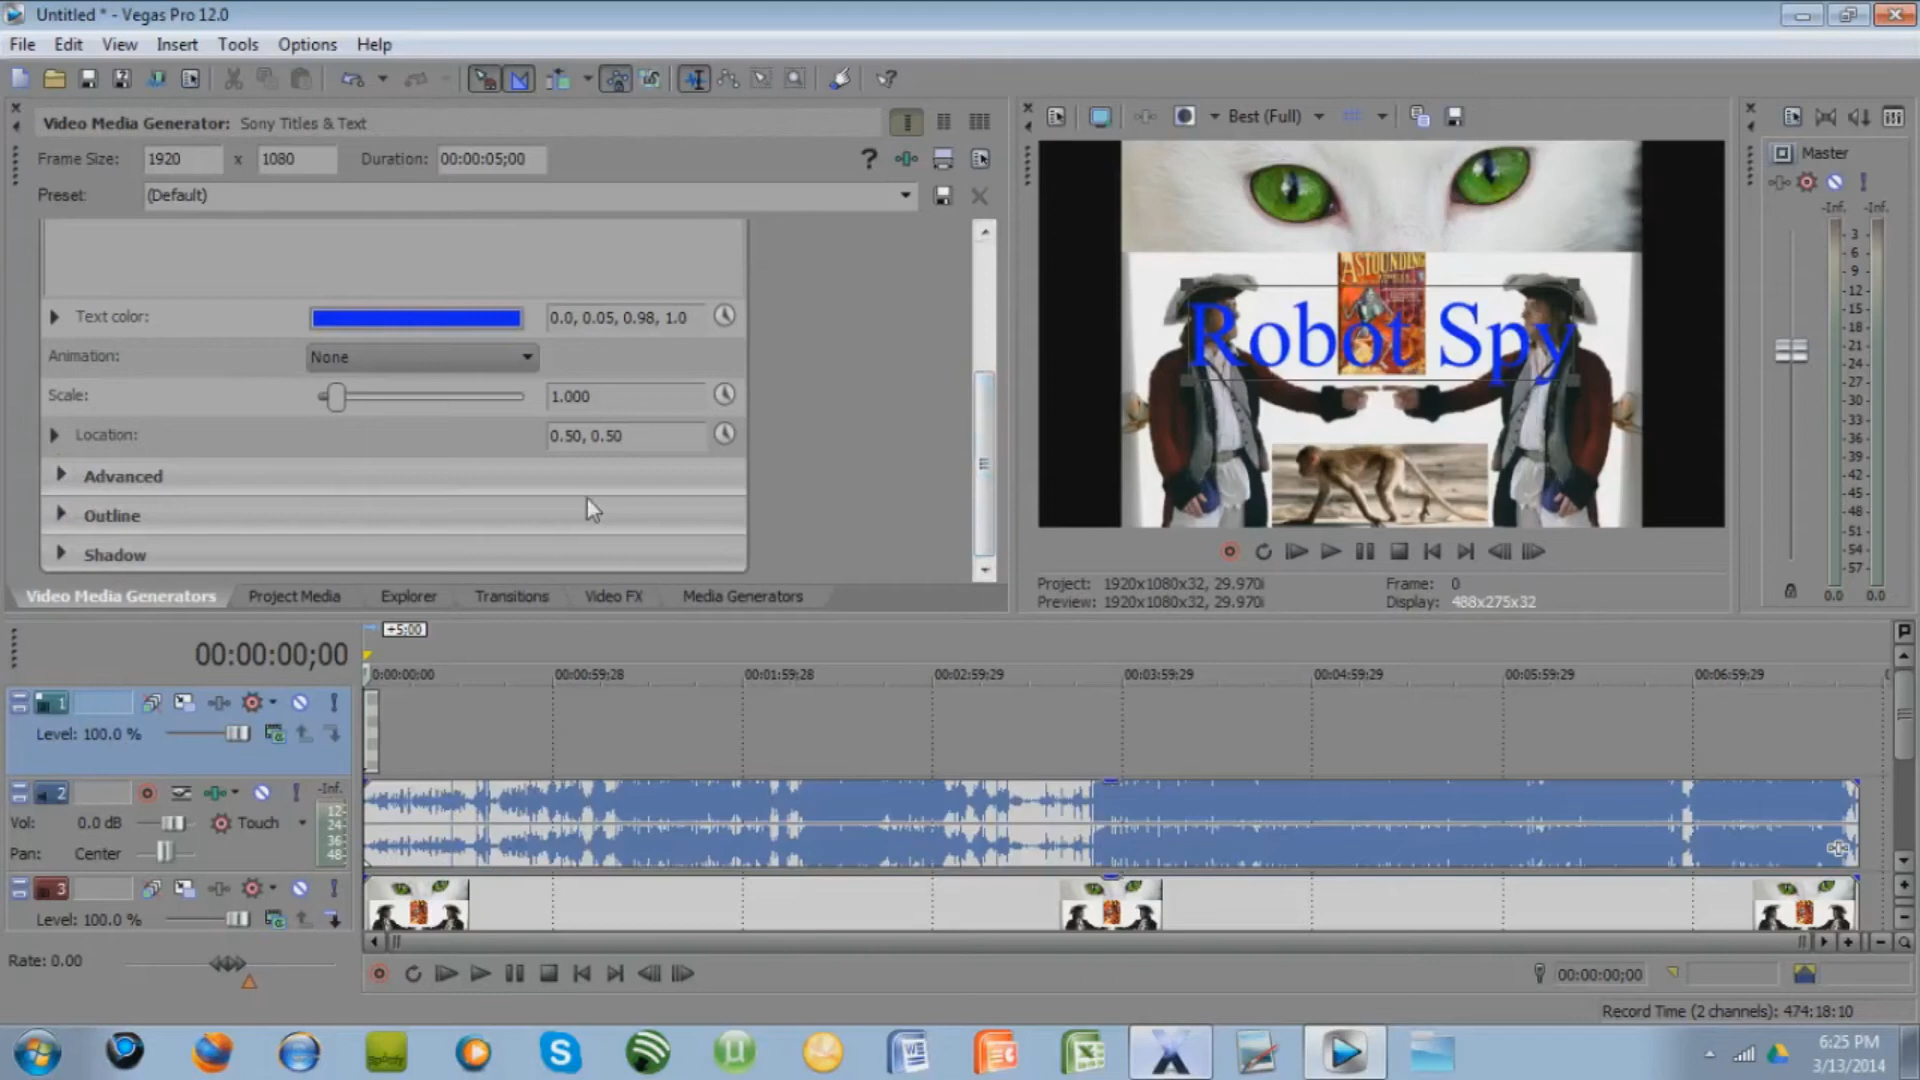 Untitled * - Vegas Pro 12.0
File Edit View Insert Tools Options Help
Video Media Generator: Sony Titles & Text
Frame Size: 1920 x 1080 Duration: 00:00:05;00
Preset: (Default)
Text color: 0.0, 0.05, 0.98, 1.0
Animation: None
Scale: 1.000
Location: 0.50, 0.50
Advanced
Outline
Shadow
Video Media Generators Project Media Explorer Transitions Video FX Media Generators
Best (Full)
ASTOUNDING
Robot Spy
Project: 1920x1080x32, 29.970i Frame: 0
Preview: 1920x1080x32, 29.970i Display: 488x275x32
Master
-Inf. -Inf.
3
6
9
12
15
18
21
24
27
30
33
36
39
42
45
48
51
54
57
0.0 0.0
+5:00
00:00:00;00
0:00:00;00 00:00:59;28 00:01:59;28 00:02:59;29 00:03:59;29 00:04:59;29 00:05:59;29 00:06:59;29
1
Level: 100.0 %
2 -Inf.
Vol: 0.0 dB Touch
Pan: Center
12
24
36
48
3
Level: 100.0 %
Rate: 0.00
00:00:00;00
Record Time (2 channels): 474:18:10
Spotify
6:25 PM
3/13/2014